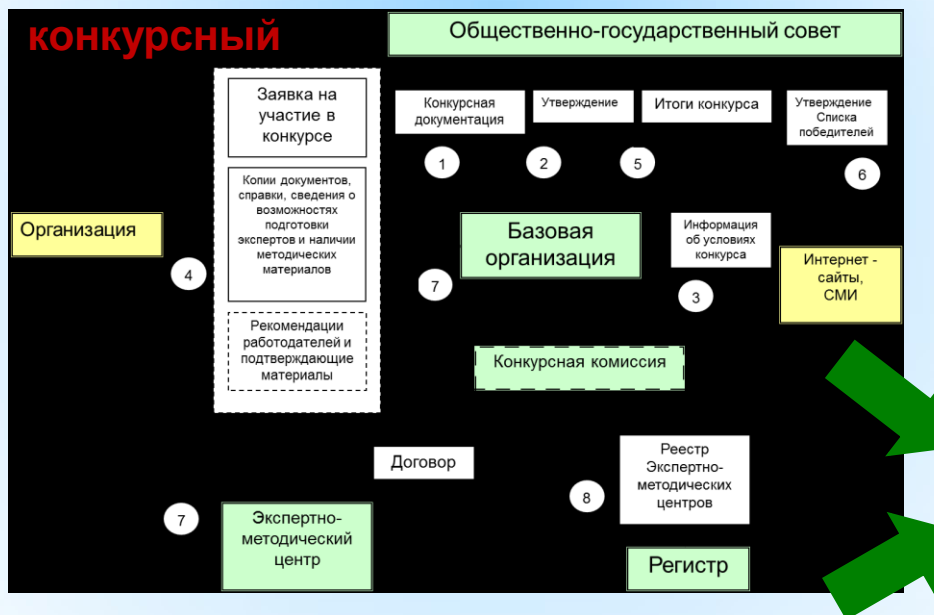 конкурсный
Общественно-государственный совет
Заявка на
участие в
конкурсе
Конкурсная
документация
Утверждение
Итоги конкурса
Утверждение
Списка
победителей
1
2
5
6
Копии документов,
справки, сведения о
возможностях
подготовки
экспертов и наличии
методических
материалов
Организация
4
Базовая
организация
7
Информация
об условиях
конкурса
3
Интернет -
сайты,
СМИ
Рекомендации
работодателей и
подтверждающие
материалы
Конкурсная комиссия
Договор
Реестр
Экспертно-
методических
центров
8
7
Экспертно-
методический
центр
Регистр